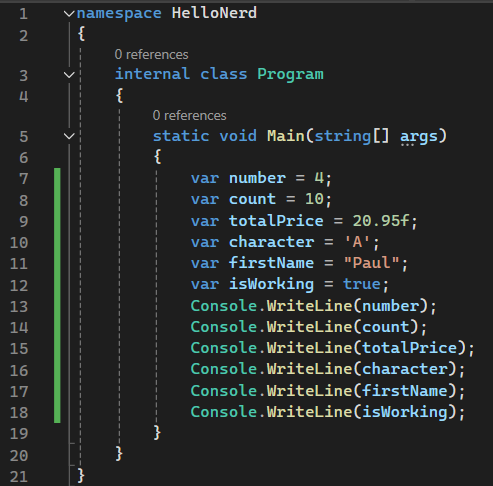 1 namespace HelloNerd
2 {
0 references
3 internal class Program
4 {
0 references
5 static void Main(string[] args)
6 {
7 var number = 4;
8 var count = 10;
9 var totalPrice = 20.95f;
10 var character = 'A';
11 var firstName = "Paul";
12 var isWorking = true;
13 Console.WriteLine(number);
14 Console.WriteLine(count);
15 Console.WriteLine(totalPrice);
16 Console.WriteLine(character);
17 Console.WriteLine(firstName);
18 Console.WriteLine(isWorking);
19 }
20 }
21 }